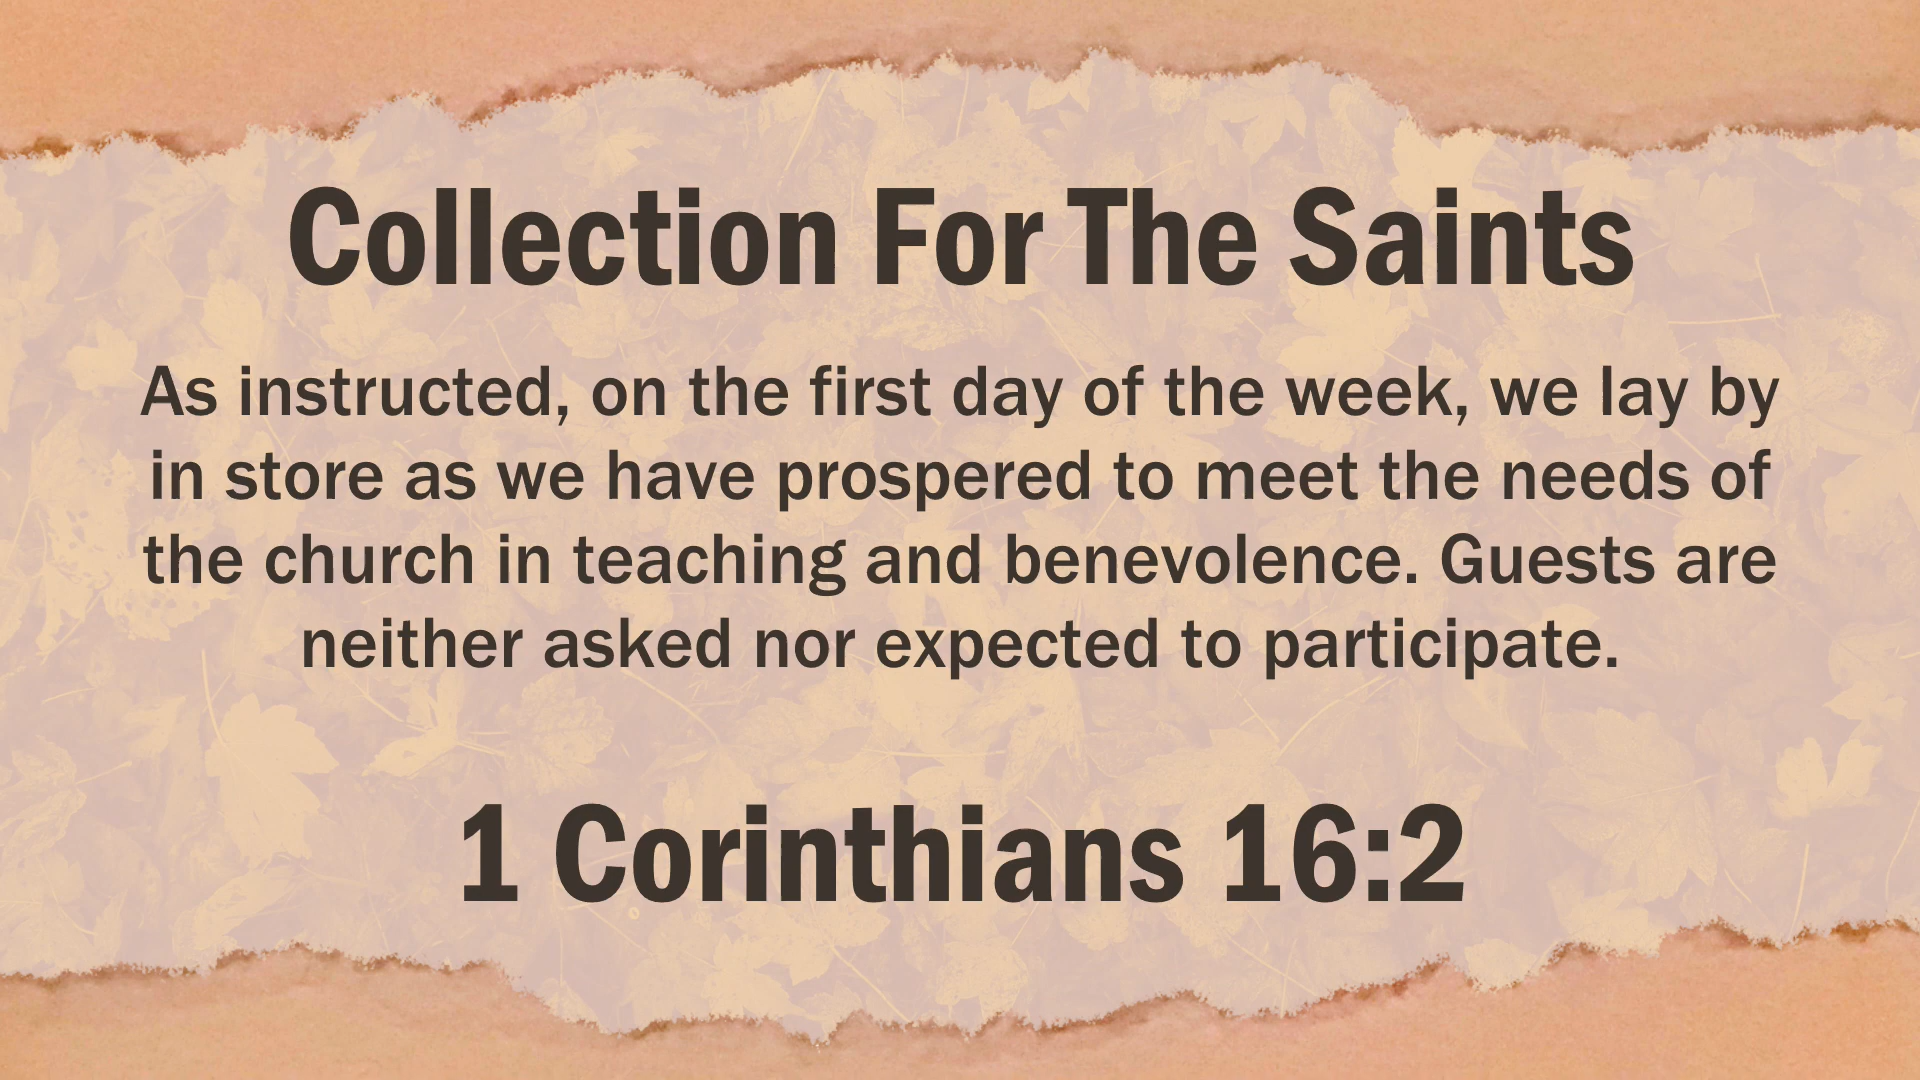 Collection For The Saints
As instructed, on the first day of the week, we lay by
in store as we have prospered to meet the needs of
the church in teaching and benevolence. Guests are
neither asked nor expected to participate.
1 Corinthians 16:2